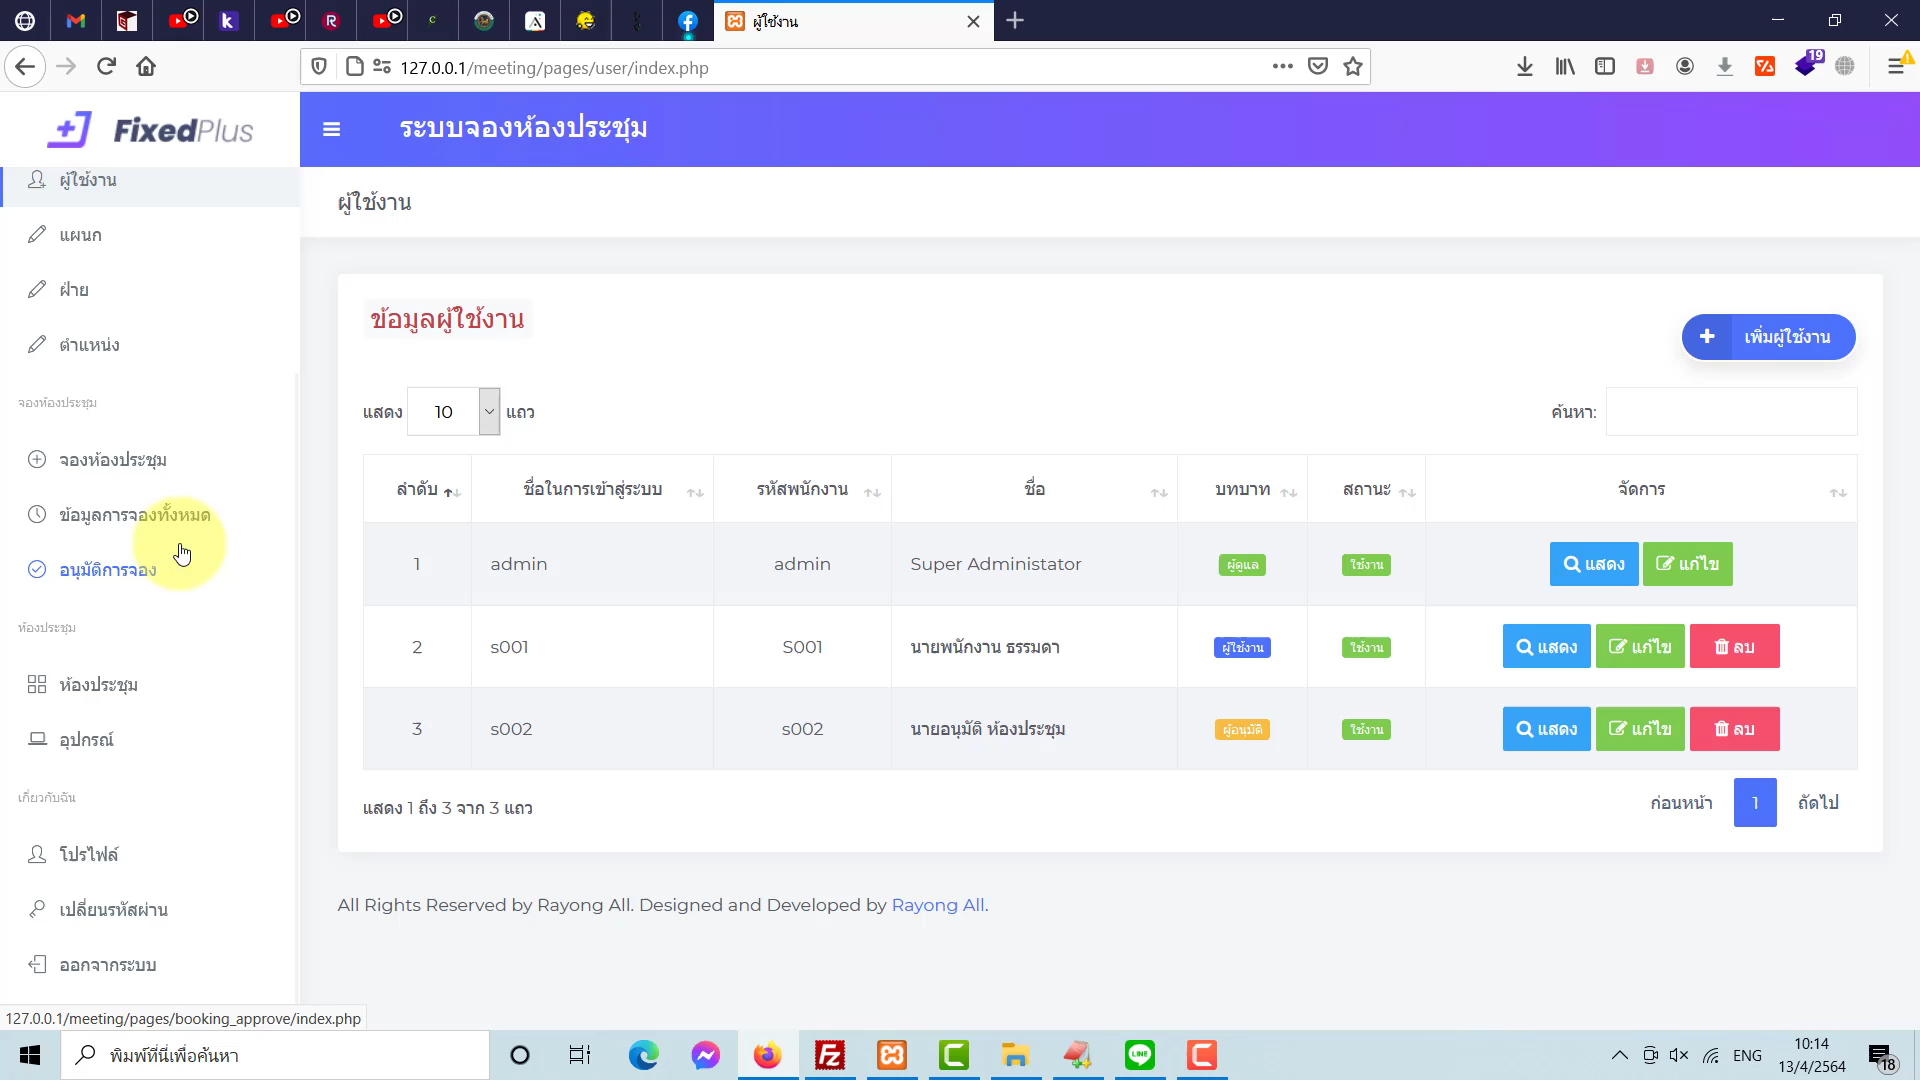 ผู้ใช้งาน
127.0.0.1/meeting/pages/user/index.php
19
FixedPlus
ระบบจองห้องประชุม
ผู้ใช้งาน
แผนก
ฝ่าย
ตำแหน่ง
จองห้องประชุม
จองห้องประชุม
ข้อมูลการจองทั้งหมด
อนุมัติการจอง
ห้องประชุม
ห้องประชุม
อุปกรณ์
เกี่ยวกับฉัน
โปรไฟล์
เปลี่ยนรหัสผ่าน
ออกจากระบบ
ผู้ใช้งาน
ข้อมูลผู้ใช้งาน
เพิ่มผู้ใช้งาน
แสดง 10 แถว
ค้นหา:
ลำดับ ชื่อในการเข้าสู่ระบบ รหัสพนักงาน ชื่อ บทบาท สถานะ จัดการ
1 admin admin Super Administator ผู้ดูแล ใช้งาน แสดง แก้ไข
2 s001 S001 นายพนักงาน ธรรมดา ผู้ใช้งาน ใช้งาน แสดง แก้ไข ลบ
3 s002 s002 นายอนุมัติ ห้องประชุม ผู้อนุมัติ ใช้งาน แสดง แก้ไข ลบ
แสดง 1 ถึง 3 จาก 3 แถว
ก่อนหน้า 1 ถัดไป
All Rights Reserved by Rayong All. Designed and Developed by Rayong All.
127.0.0.1/meeting/pages/booking_approve/index.php
พิมพ์ที่นี่เพื่อค้นหา
LINE
ENG
10:14
13/4/2564
18